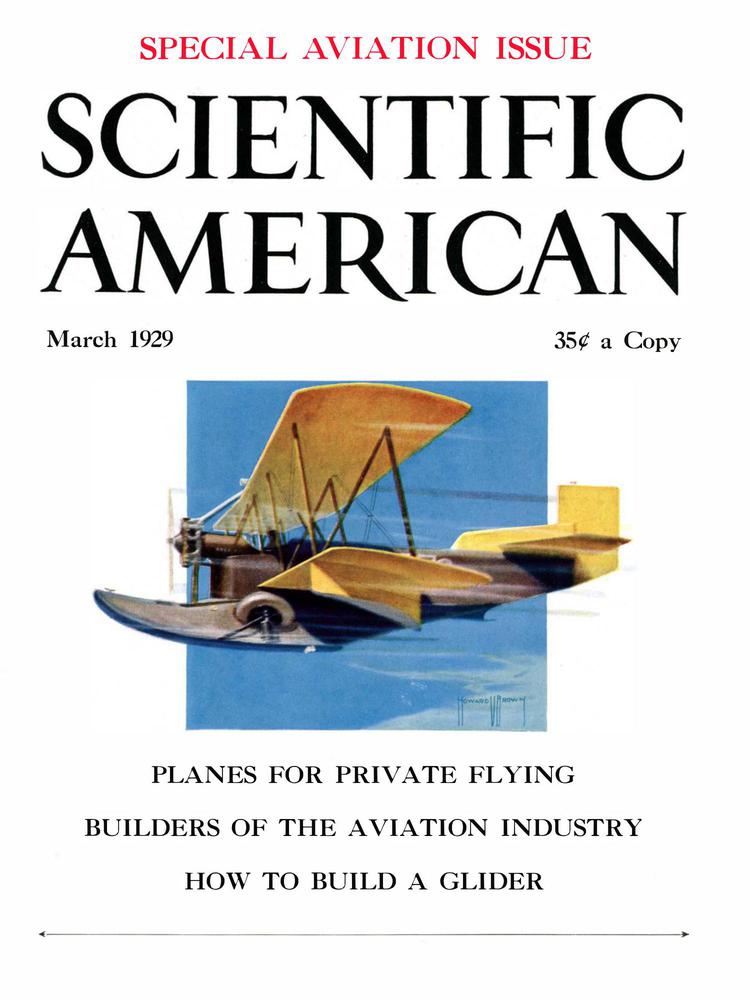 SPECIAL AVIATION ISSUE
SCIENTIFIC
AMERICAN
March 1929
35¢ a Copy
HOWARD V BROWN
PLANES FOR PRIVATE FLYING
BUILDERS OF THE AVIATION INDUSTRY
HOW TO BUILD A GLIDER